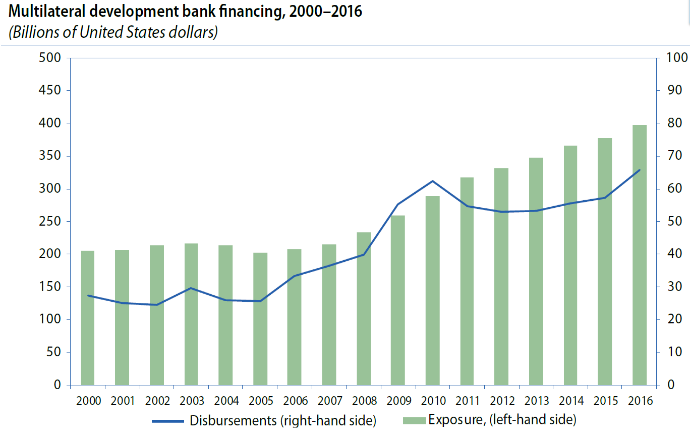 Multilateral development bank financing, 2000–2016
(Billions of United States dollars)
500 100
450 90
400 80
350 70
300 60
250 50
200 40
150 30
100 20
50 10
0 0
2000 2001 2002 2003 2004 2005 2006 2007 2008 2009 2010 2011 2012 2013 2014 2015 2016
Disbursements (right-hand side) Exposure, (left-hand side)